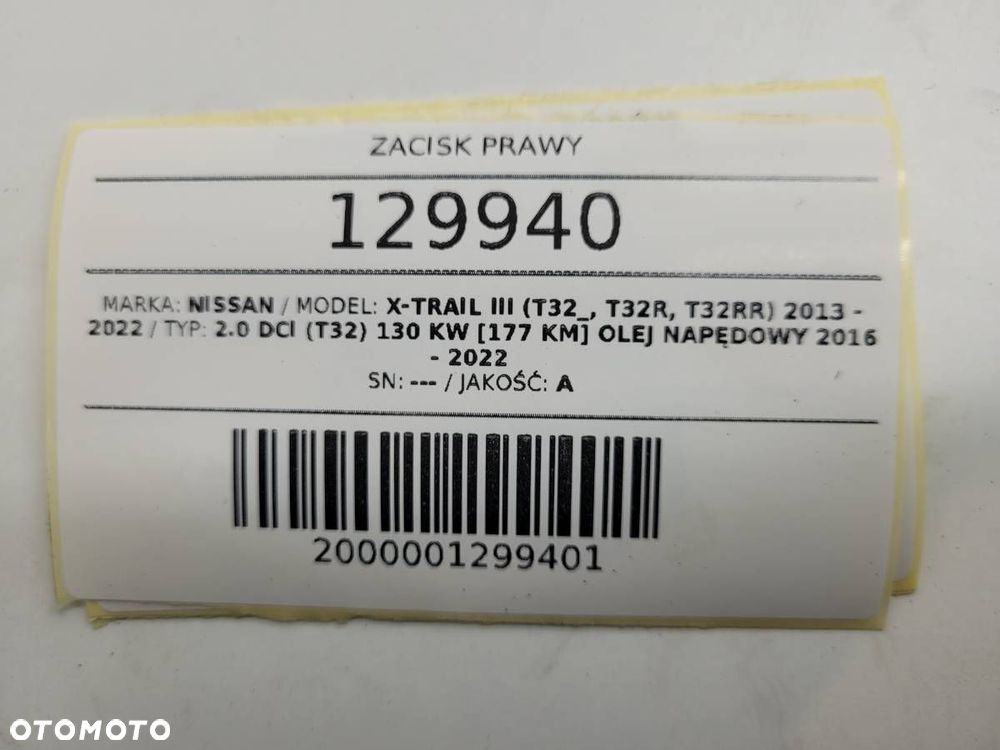 ZACISK PRAWY
129940
MARKA: NISSAN / MODEL: X-TRAIL III (T32_, T32R, T32RR) 2013 -
2022 / TYP: 2.0 DCI (T32) 130 KW [177 KM] OLEJ NAPĘDOWY 2016
- 2022
SN: --- / JAKOŚĆ: A
2000001299401
OTOMOTO